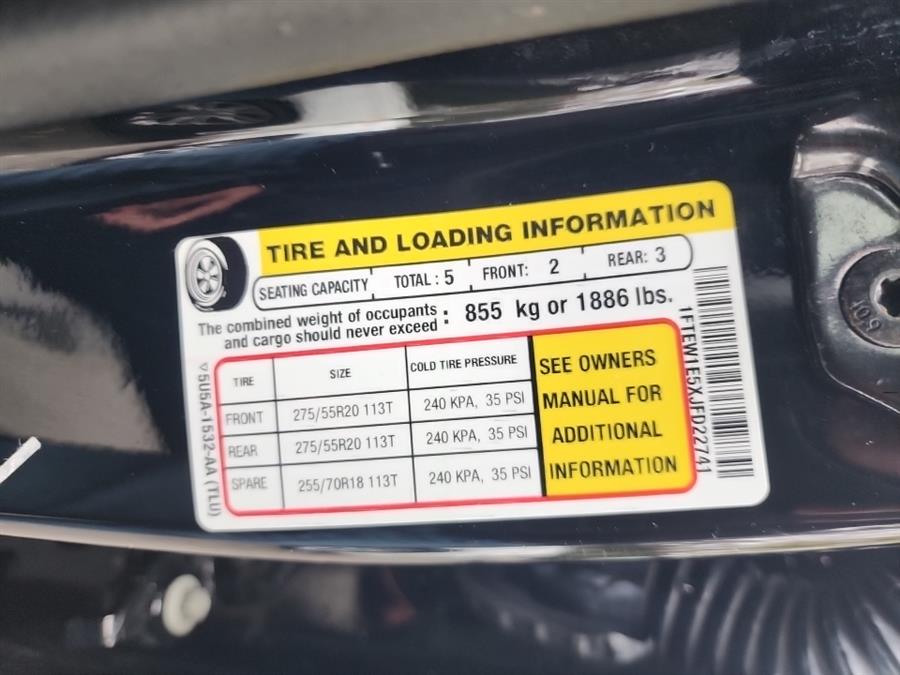 TIRE AND LOADING INFORMATION
SEATING CAPACITY TOTAL : 5 FRONT: 2 REAR: 3
The combined weight of occupants
and cargo should never exceed : 855 kg or 1886 lbs.
TIRE SIZE COLD TIRE PRESSURE
FRONT 275/55R20 113T 240 KPA, 35 PSI
REAR 275/55R20 113T 240 KPA, 35 PSI
SPARE 255/70R18 113T 240 KPA, 35 PSI
SEE OWNERS
MANUAL FOR
ADDITIONAL
INFORMATION
5U5A-1532-AA (TLU)
1FTEW1E5XJFD22741